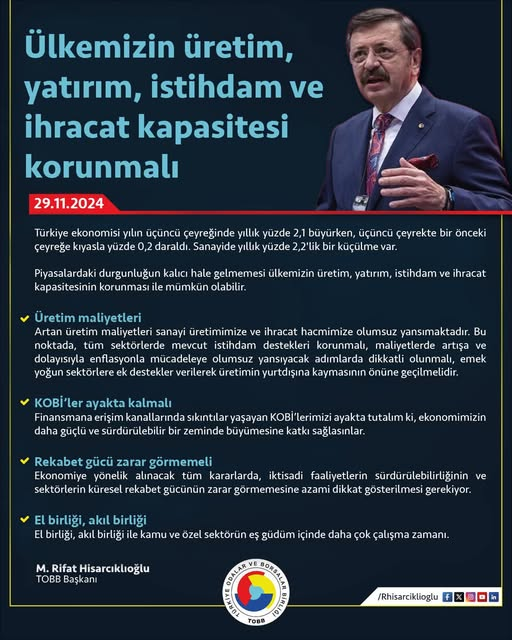 Ülkemizin üretim,
yatırım, istihdam ve
ihracat kapasitesi
korunmalı
29.11.2024
Türkiye ekonomisi yılın üçüncü çeyreğinde yıllık yüzde 2,1 büyürken, üçüncü çeyrekte bir önceki
çeyreğe kıyasla yüzde 0,2 daraldı. Sanayide yıllık yüzde 2,2'lik bir küçülme var.
Piyasalardaki durgunluğun kalıcı hale gelmemesi ülkemizin üretim, yatırım, istihdam ve ihracat
kapasitesinin korunması ile mümkün olabilir.
Üretim maliyetleri
Artan üretim maliyetleri sanayi üretimimize ve ihracat hacmimize olumsuz yansımaktadır. Bu
noktada, tüm sektörlerde mevcut istihdam destekleri korunmalı, maliyetlerde artışa ve
dolayısıyla enflasyonla mücadeleye olumsuz yansıyacak adımlarda dikkatli olunmalı, emek
yoğun sektörlere ek destekler verilerek üretimin yurtdışına kaymasının önüne geçilmelidir.
KOBİ'ler ayakta kalmalı
Finansmana erişim kanallarında sıkıntılar yaşayan KOBİ'lerimizi ayakta tutalım ki, ekonomimizin
daha güçlü ve sürdürülebilir bir zeminde büyümesine katkı sağlasınlar.
Rekabet gücü zarar görmemeli
Ekonomiye yönelik alınacak tüm kararlarda, iktisadi faaliyetlerin sürdürülebilirliğinin ve
sektörlerin küresel rekabet gücünün zarar görmemesine azami dikkat gösterilmesi gerekiyor.
El birliği, akıl birliği
El birliği, akıl birliği ile kamu ve özel sektörün eş güdüm içinde daha çok çalışma zamanı.
M. Rifat Hisarcıklıoğlu
TOBB Başkanı
TÜRKİYE ODALAR VE BORSALAR BİRLİĞİ
TOBB
/Rhisarciklioglu